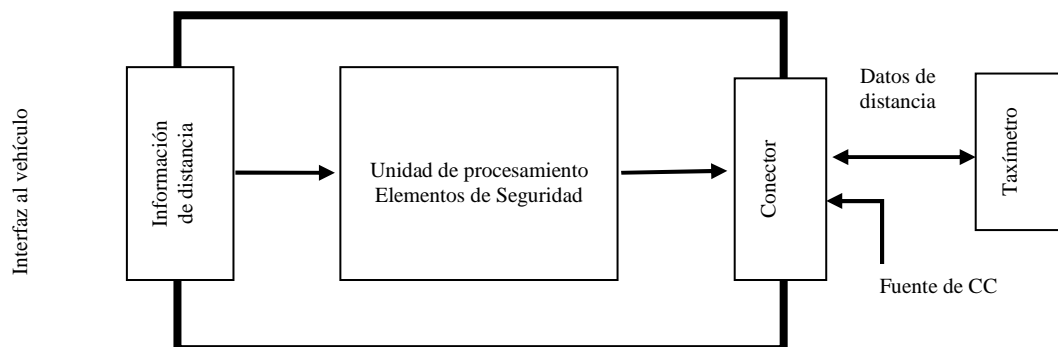 Interfaz al vehículo
Información
de distancia
Unidad de procesamiento
Elementos de Seguridad
Conector
Datos de
distancia
Taxímetro
Fuente de CC